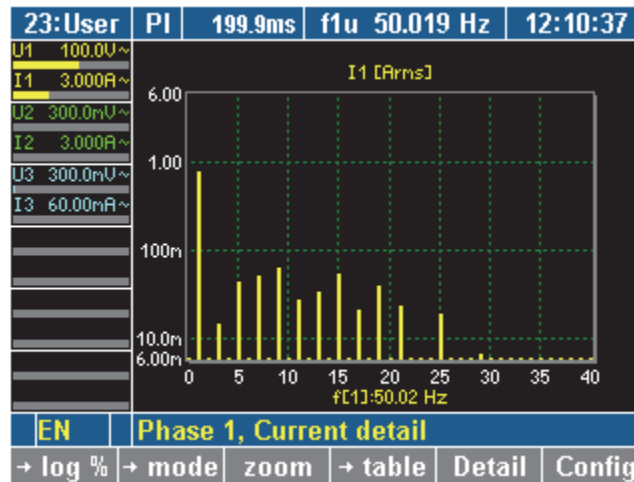 23:User PI 199.9ms f1u 50.019 Hz 12:10:37
U1 100.0V~
I1 3.000A~
U2 300.0mV~
I2 3.000A~
U3 300.0mV~
I3 60.00mA~
I1 [Arms]
6.00
1.00
100m
10.0m
6.00m
0 5 10 15 20 25 30 35 40
f[1]:50.02 Hz
EN Phase 1, Current detail
→ log % → mode zoom → table Detail Config